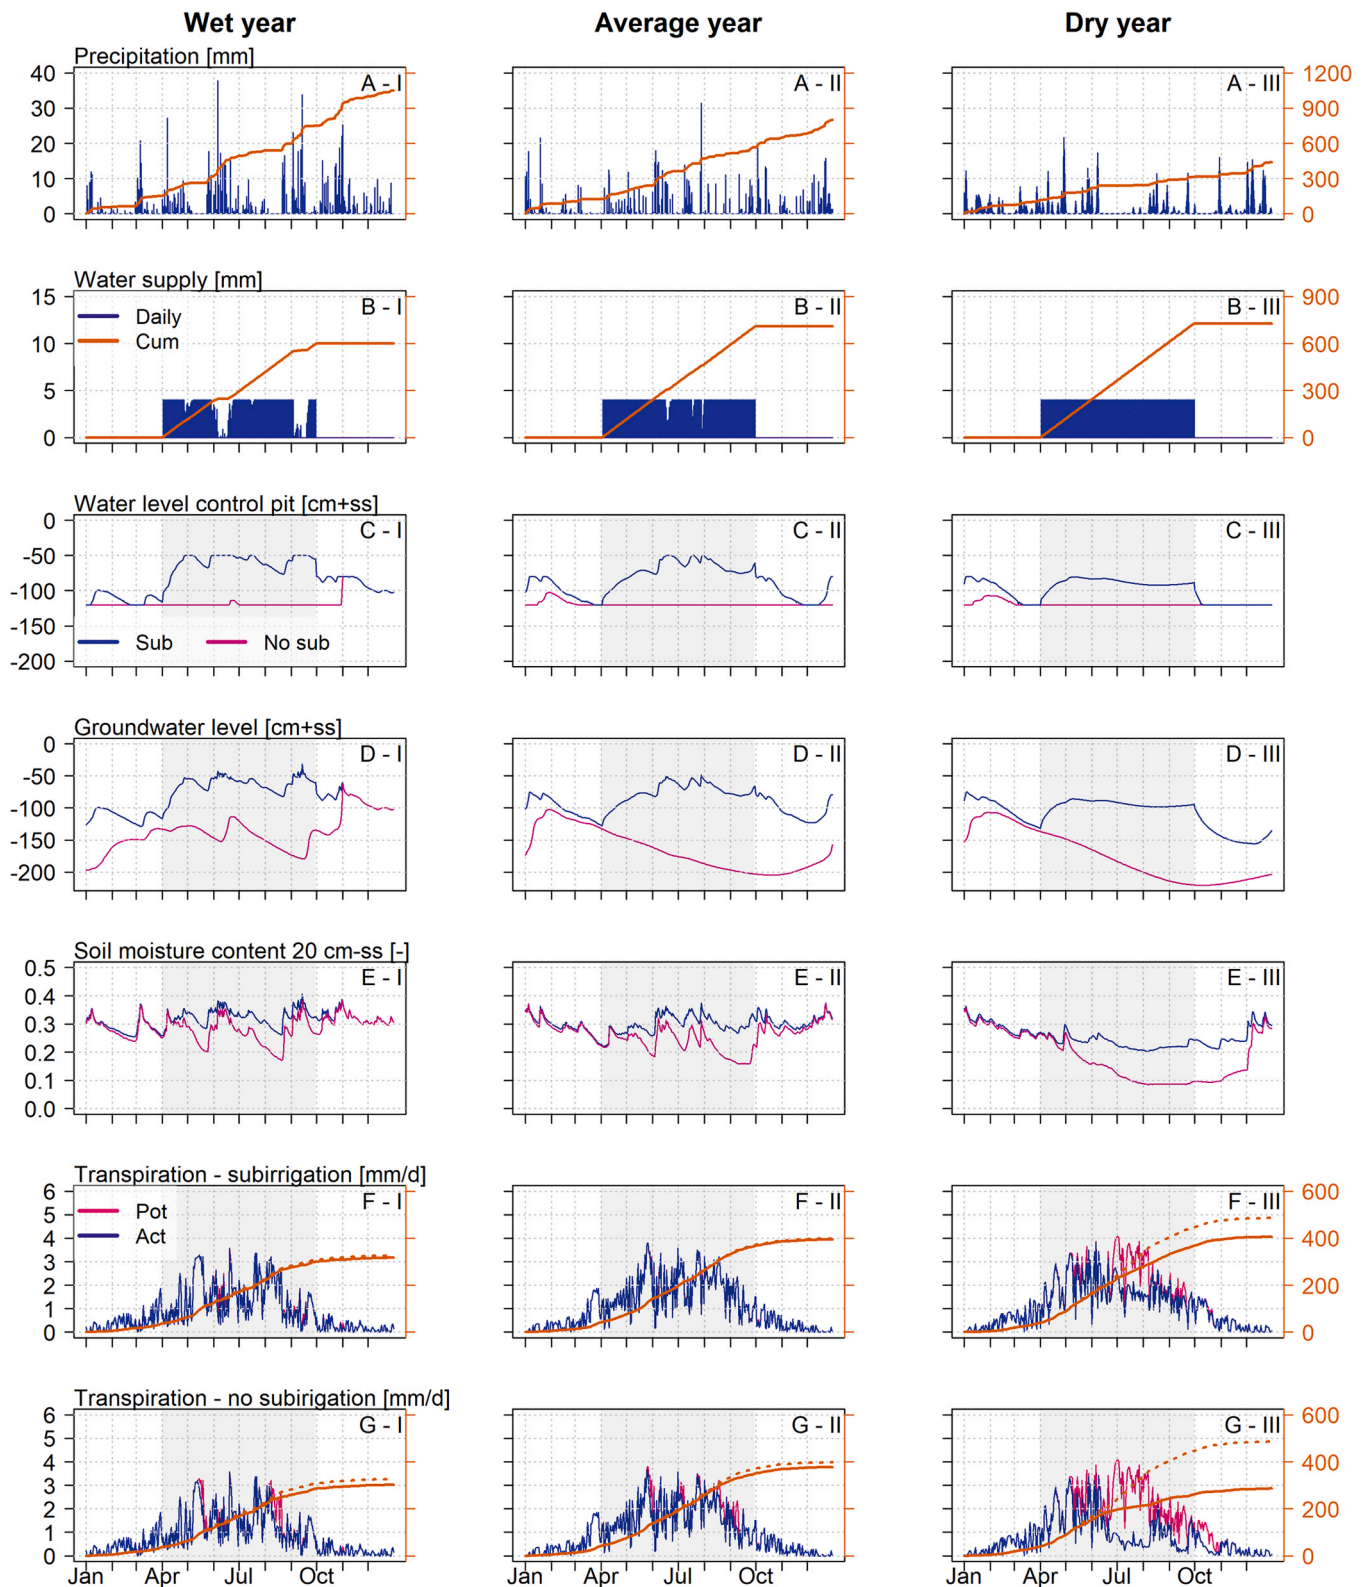 Wet year Average year Dry year
Precipitation [mm]
A - I A - II A - III
40 30 20 10 0
1200 900 600 300 0
Water supply [mm]
B - I B - II B - III
Daily
Cum
15 10 5 0
900 600 300 0
Water level control pit [cm+ss]
C - I C - II C - III
0 -50 -100 -150 -200
Sub No sub
Groundwater level [cm+ss]
D - I D - II D - III
0 -50 -100 -150 -200
Soil moisture content 20 cm-ss [-]
E - I E - II E - III
0.5 0.4 0.3 0.2 0.1 0.0
Transpiration - subirrigation [mm/d]
F - I F - II F - III
Pot
Act
6 5 4 3 2 1 0
600 400 200 0
Transpiration - no subirigation [mm/d]
G - I G - II G - III
6 5 4 3 2 1 0
600 400 200 0
Jan Apr Jul Oct Jan Apr Jul Oct Jan Apr Jul Oct